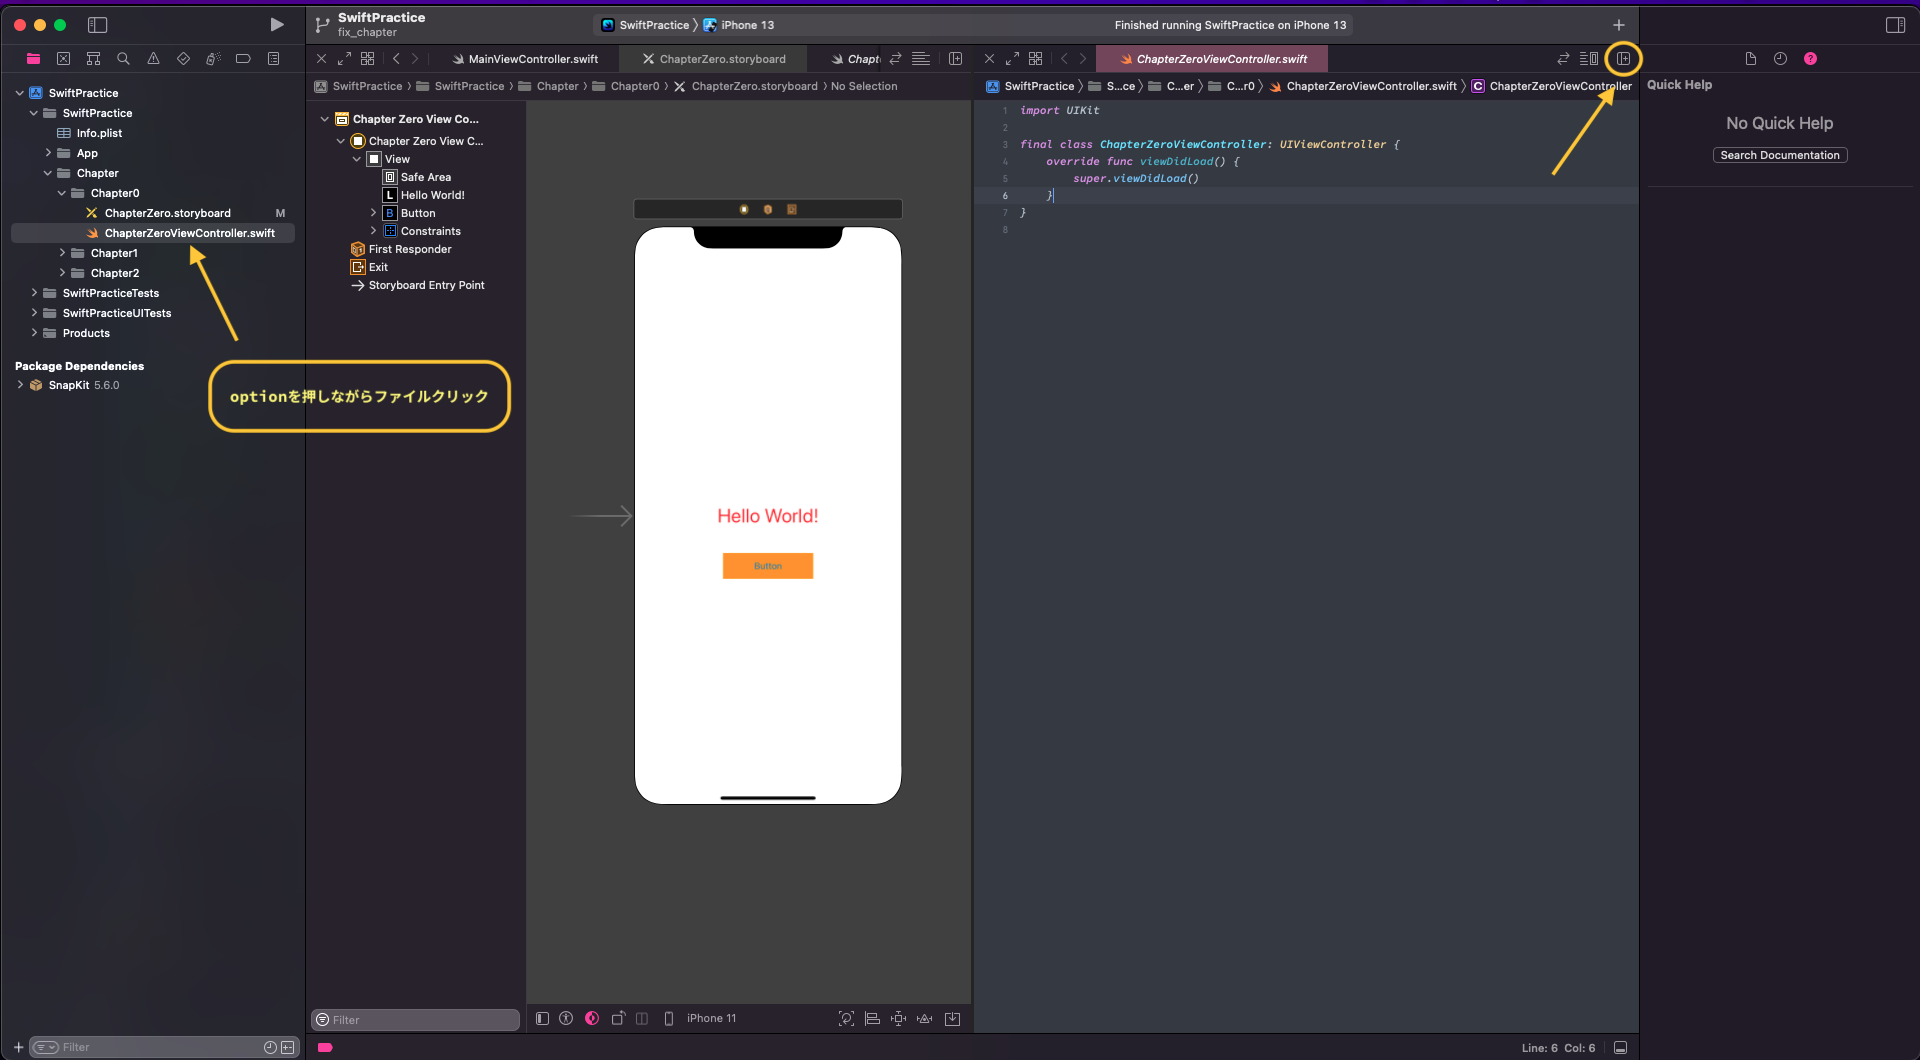 SwiftPractice
fix_chapter
SwiftPractice 〉 iPhone 13
Finished running SwiftPractice on iPhone 13
MainViewController.swift
ChapterZero.storyboard
Chapt
ChapterZeroViewController.swift
SwiftPractice 〉 SwiftPractice 〉 Chapter 〉 Chapter0 〉 ChapterZero.storyboard 〉 No Selection
SwiftPractice 〉 S...ce 〉 C...er 〉 C...r0 〉 ChapterZeroViewController.swift 〉 C ChapterZeroViewController
SwiftPractice
SwiftPractice
Info.plist
App
Chapter
Chapter0
ChapterZero.storyboard M
ChapterZeroViewController.swift
Chapter1
Chapter2
SwiftPracticeTests
SwiftPracticeUITests
Products
Package Dependencies
SnapKit 5.6.0
optionを押しながらファイルクリック
Filter
Chapter Zero View Co...
Chapter Zero View C...
View
Safe Area
L Hello World!
B Button
Constraints
First Responder
Exit
Storyboard Entry Point
Filter
Hello World!
Button
iPhone 11
1 import UIKit
2
3 final class ChapterZeroViewController: UIViewController {
4 override func viewDidLoad() {
5 super.viewDidLoad()
6 }
7 }
8
Line: 6 Col: 6
Quick Help
No Quick Help
Search Documentation